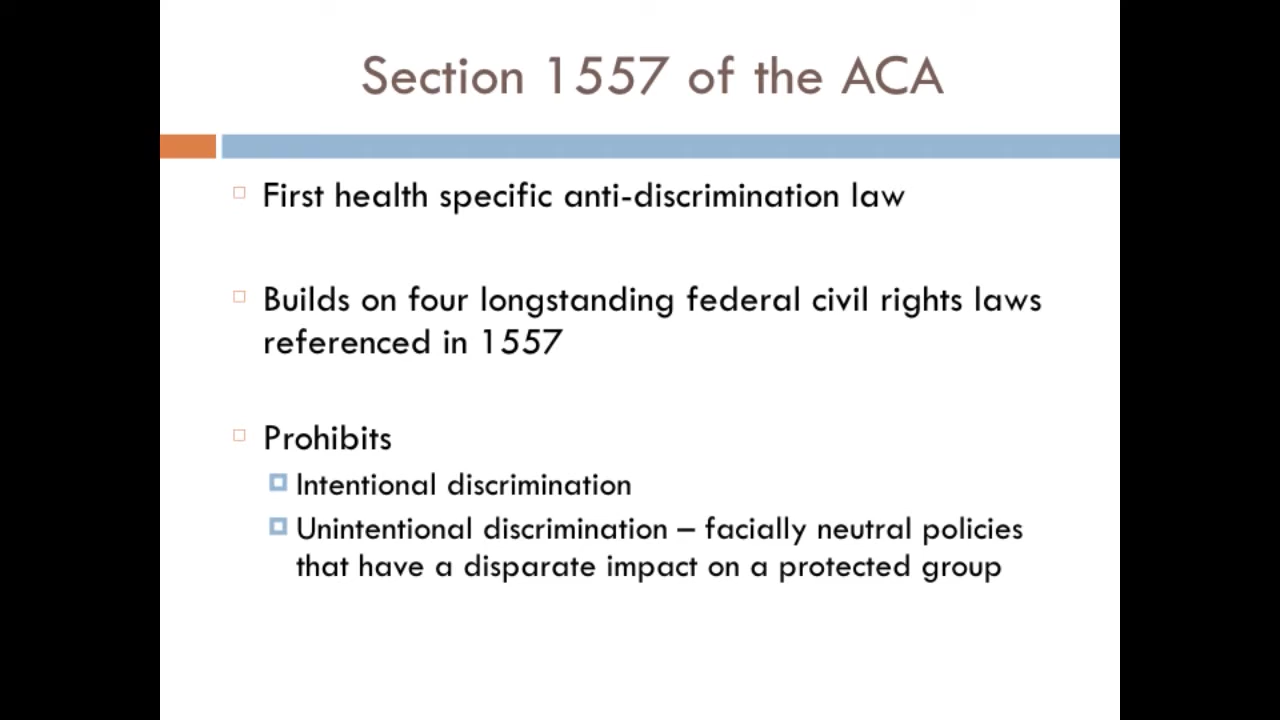 Section 1557 of the ACA
First health specific anti-discrimination law
Builds on four longstanding federal civil rights laws
referenced in 1557
Prohibits
Intentional discrimination
Unintentional discrimination – facially neutral policies
that have a disparate impact on a protected group